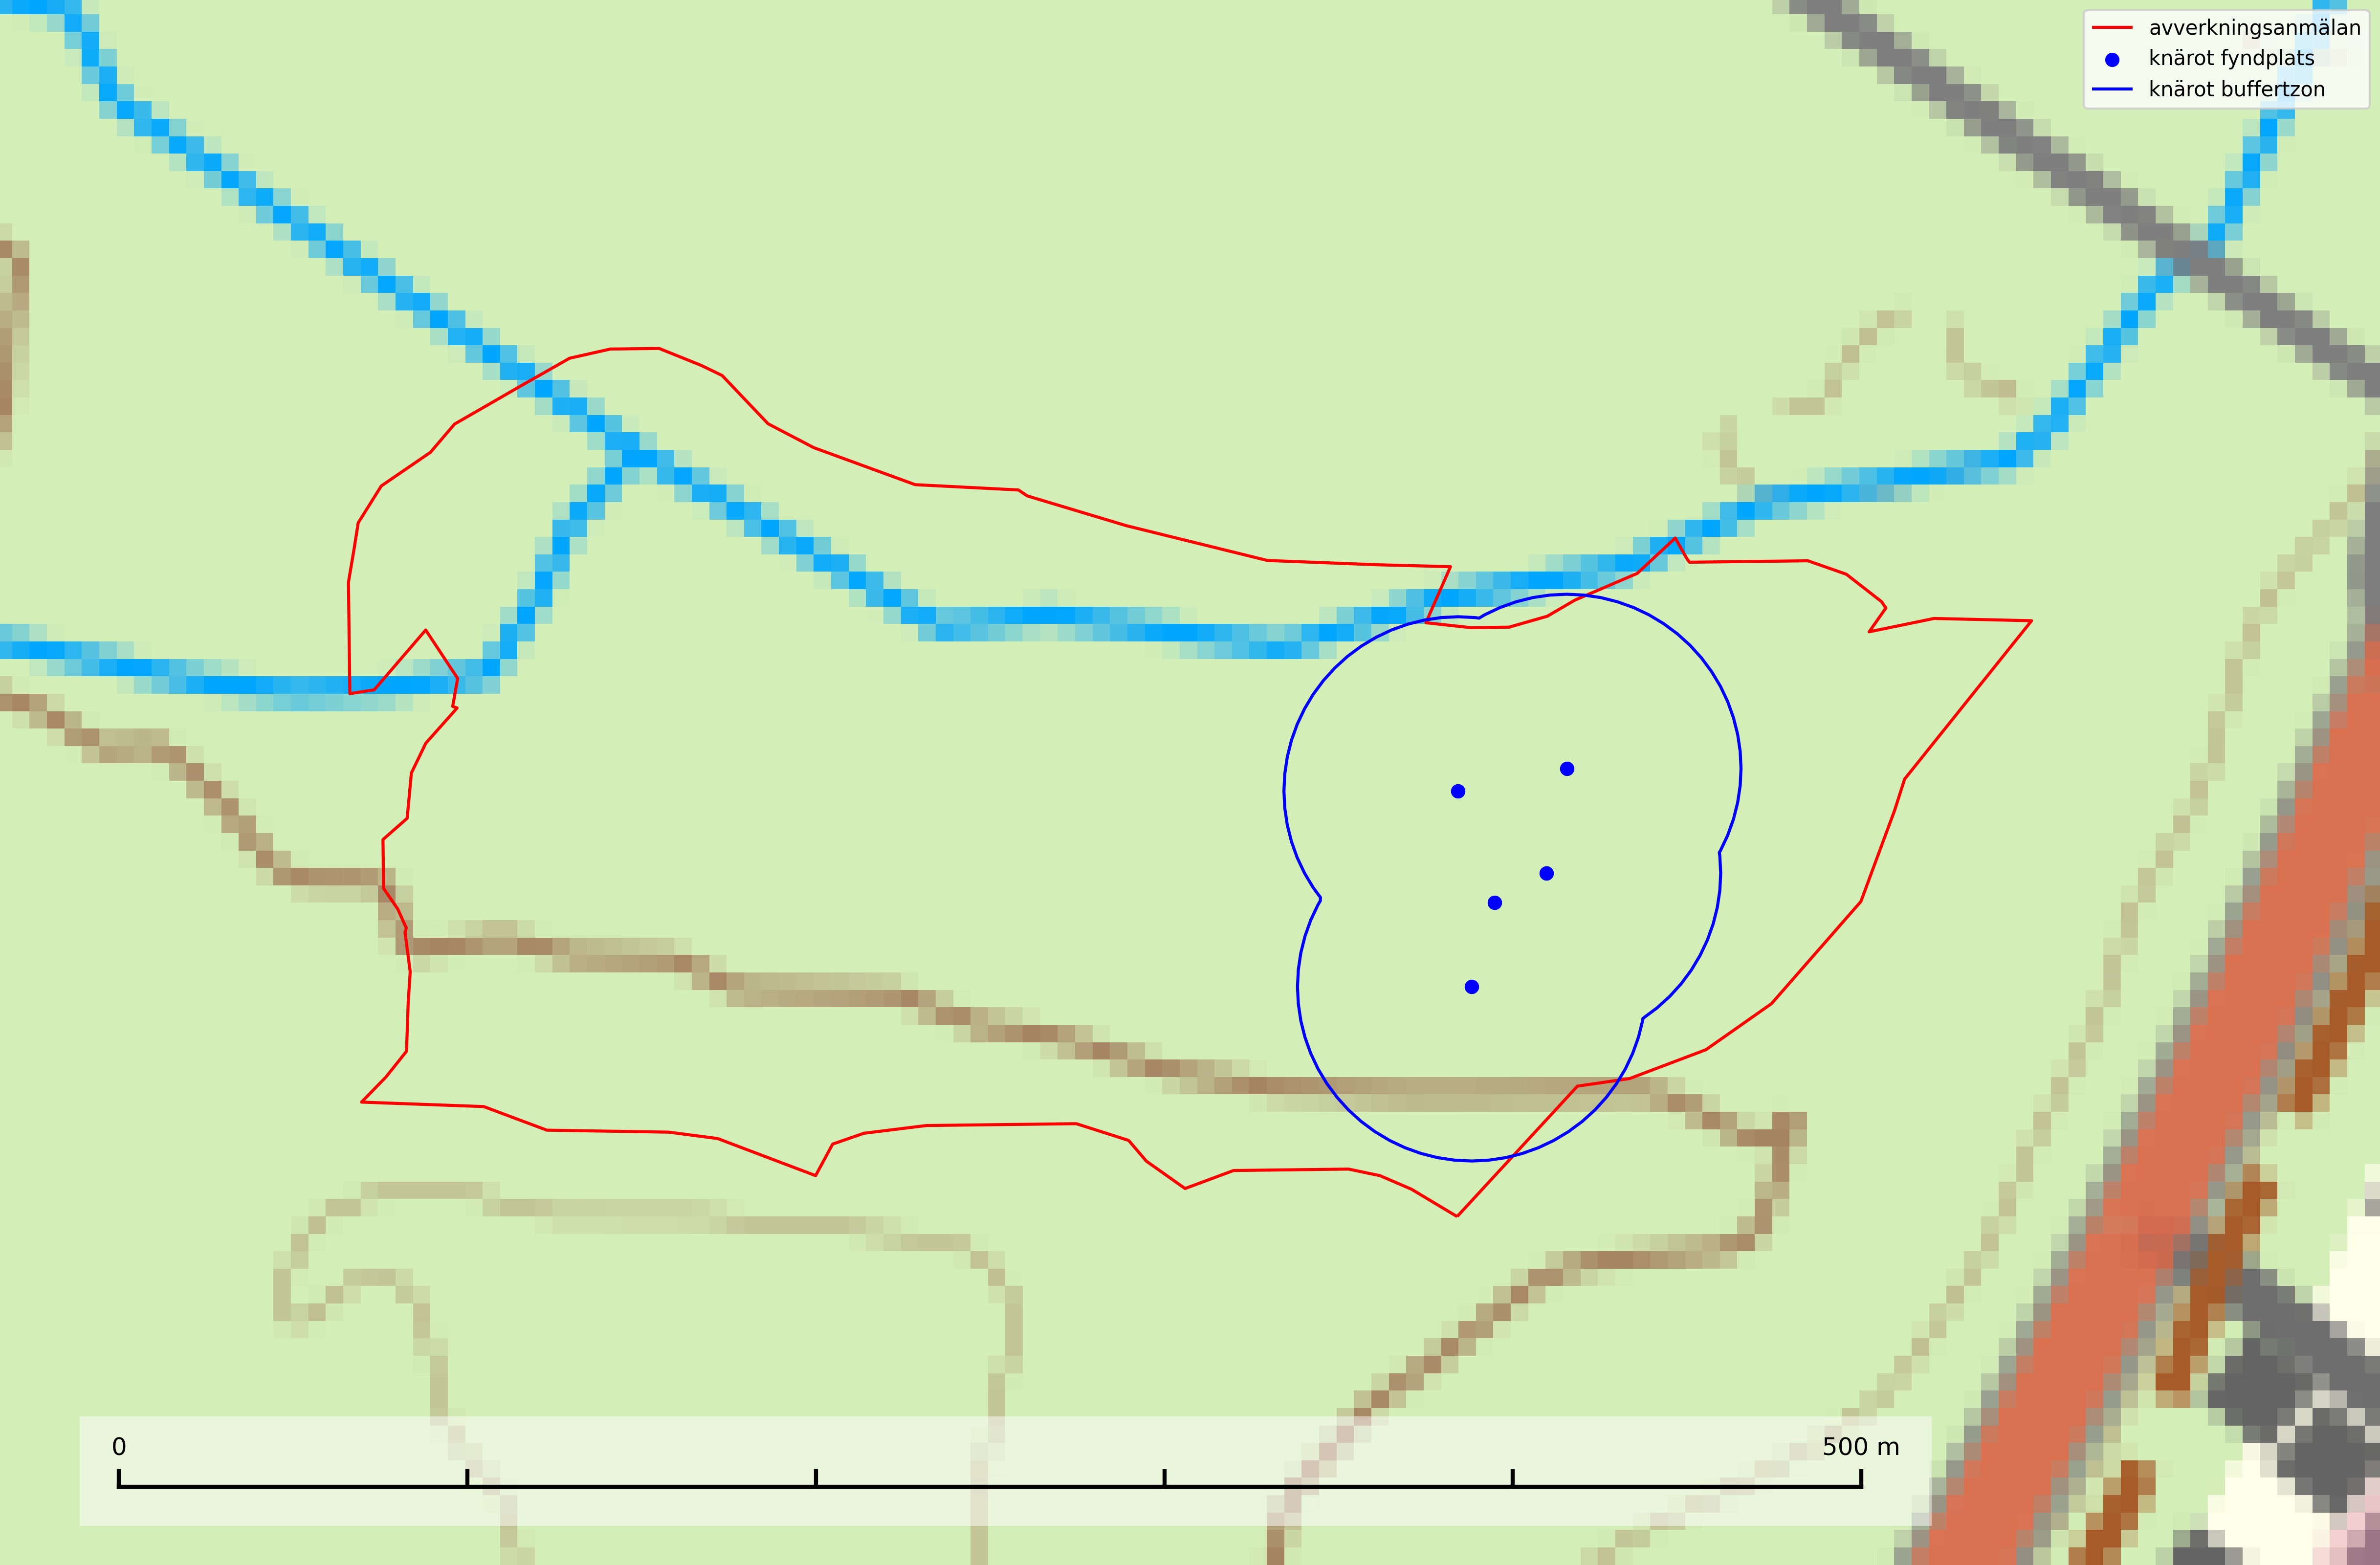 avverkningsanmälan
knärot fyndplats
knärot buffertzon
0 500 m